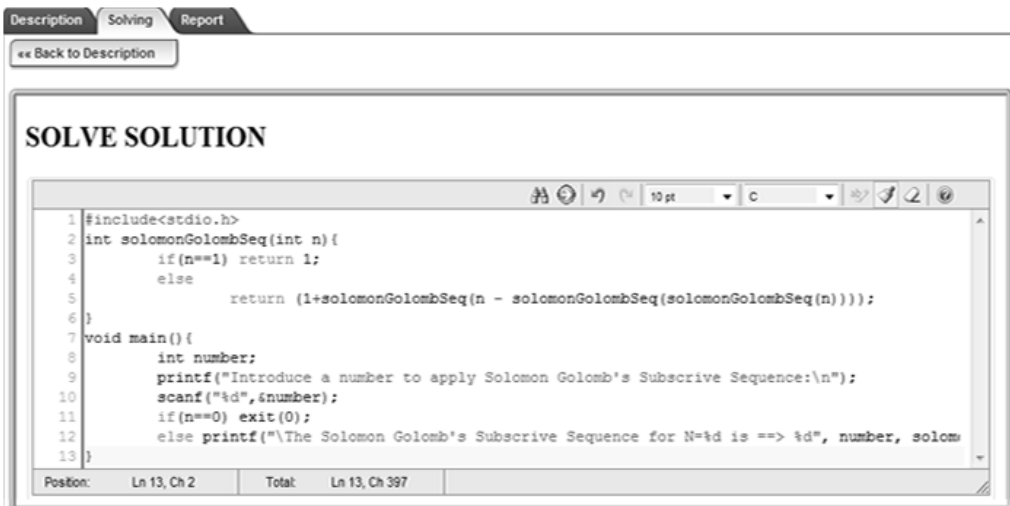 Description Solving Report
«« Back to Description
SOLVE SOLUTION
10 pt C
1 #include<stdio.h>
2 int solomonGolombSeq(int n){
3 if(n==1) return 1;
4 else
5 return (1+solomonGolombSeq(n - solomonGolombSeq(solomonGolombSeq(n))));
6 }
7 void main(){
8 int number;
9 printf("Introduce a number to apply Solomon Golomb's Subscrive Sequence:\n");
10 scanf("%d",&number);
11 if(n==0) exit(0);
12 else printf("\The Solomon Golomb's Subscrive Sequence for N=%d is ==> %d", number, solom
13 }
Position: Ln 13, Ch 2 Total: Ln 13, Ch 397